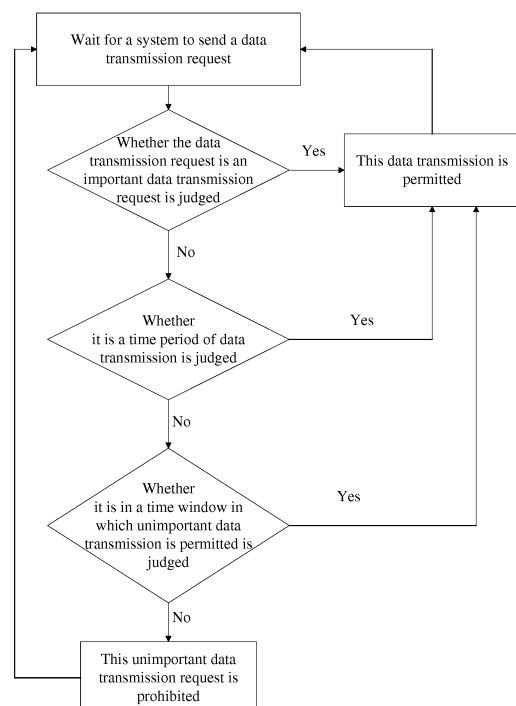 Wait for a system to send a data
transmission request
Whether the data
transmission request is an
important data transmission
request is judged
Yes
This data transmission is
permitted
No
Whether
it is a time period of data
transmission is judged
Yes
No
Whether
it is in a time window in
which unimportant data
transmission is permitted is
judged
Yes
No
This unimportant data
transmission request is
prohibited